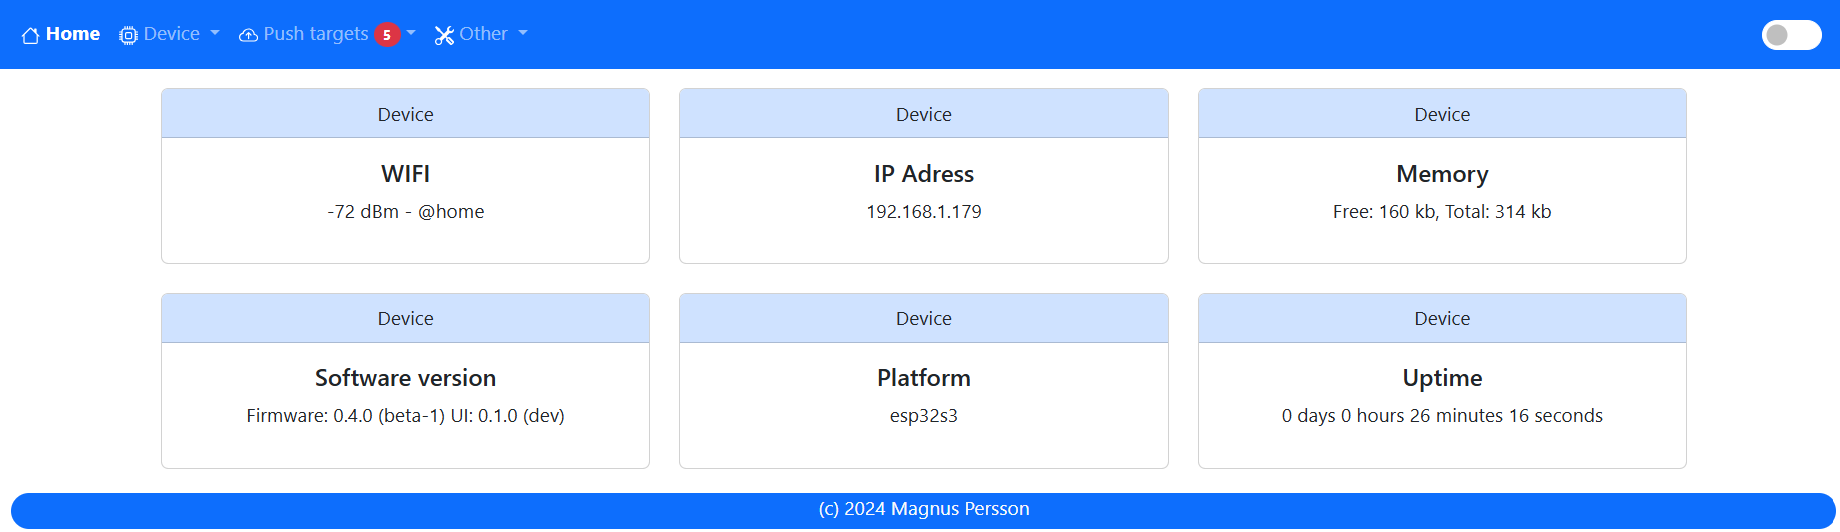 Home Device Push targets 5 Other
Device
WIFI
-72 dBm - @home
Device
IP Adress
192.168.1.179
Device
Memory
Free: 160 kb, Total: 314 kb
Device
Software version
Firmware: 0.4.0 (beta-1) UI: 0.1.0 (dev)
Device
Platform
esp32s3
Device
Uptime
0 days 0 hours 26 minutes 16 seconds
(c) 2024 Magnus Persson